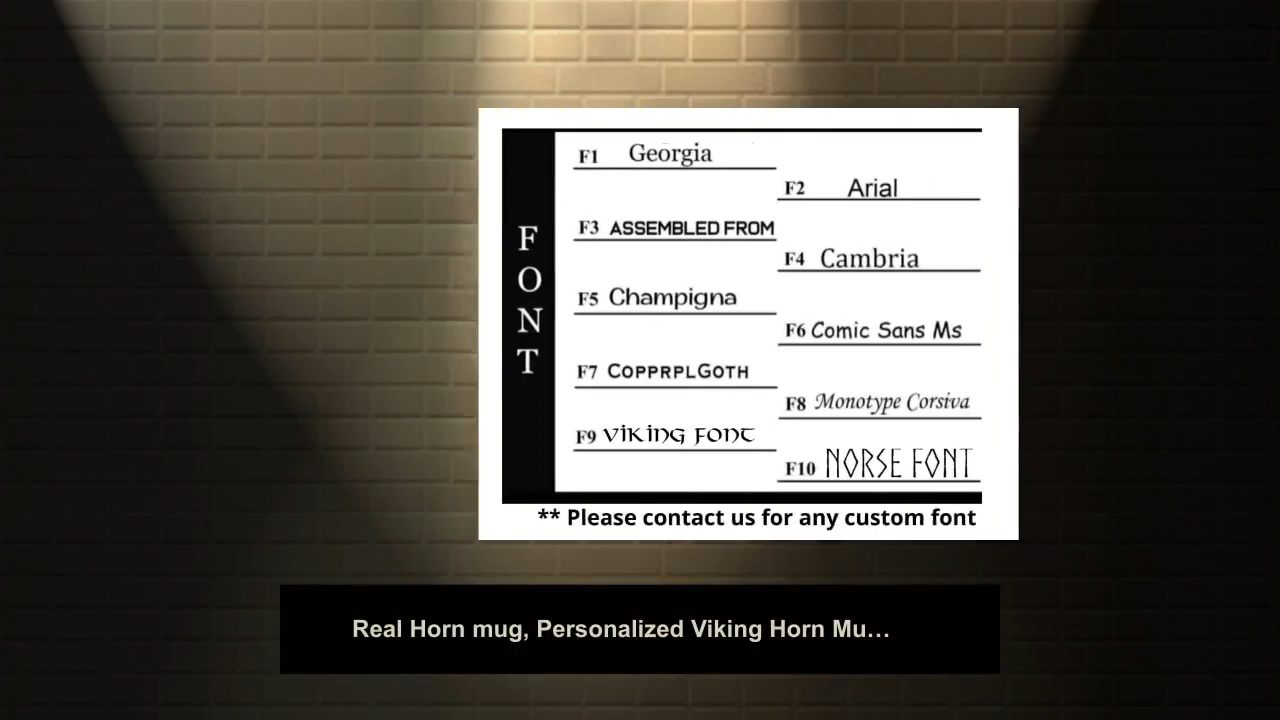 FONT
F1 Georgia
F2 Arial
F3 ASSEMBLED FROM
F4 Cambria
F5 Champigna
F6 Comic Sans Ms
F7 COPPRPLGOTH
F8 Monotype Corsiva
F9 VIKING FONT
F10 NORSE FONT
** Please contact us for any custom font
Real Horn mug, Personalized Viking Horn Mu...